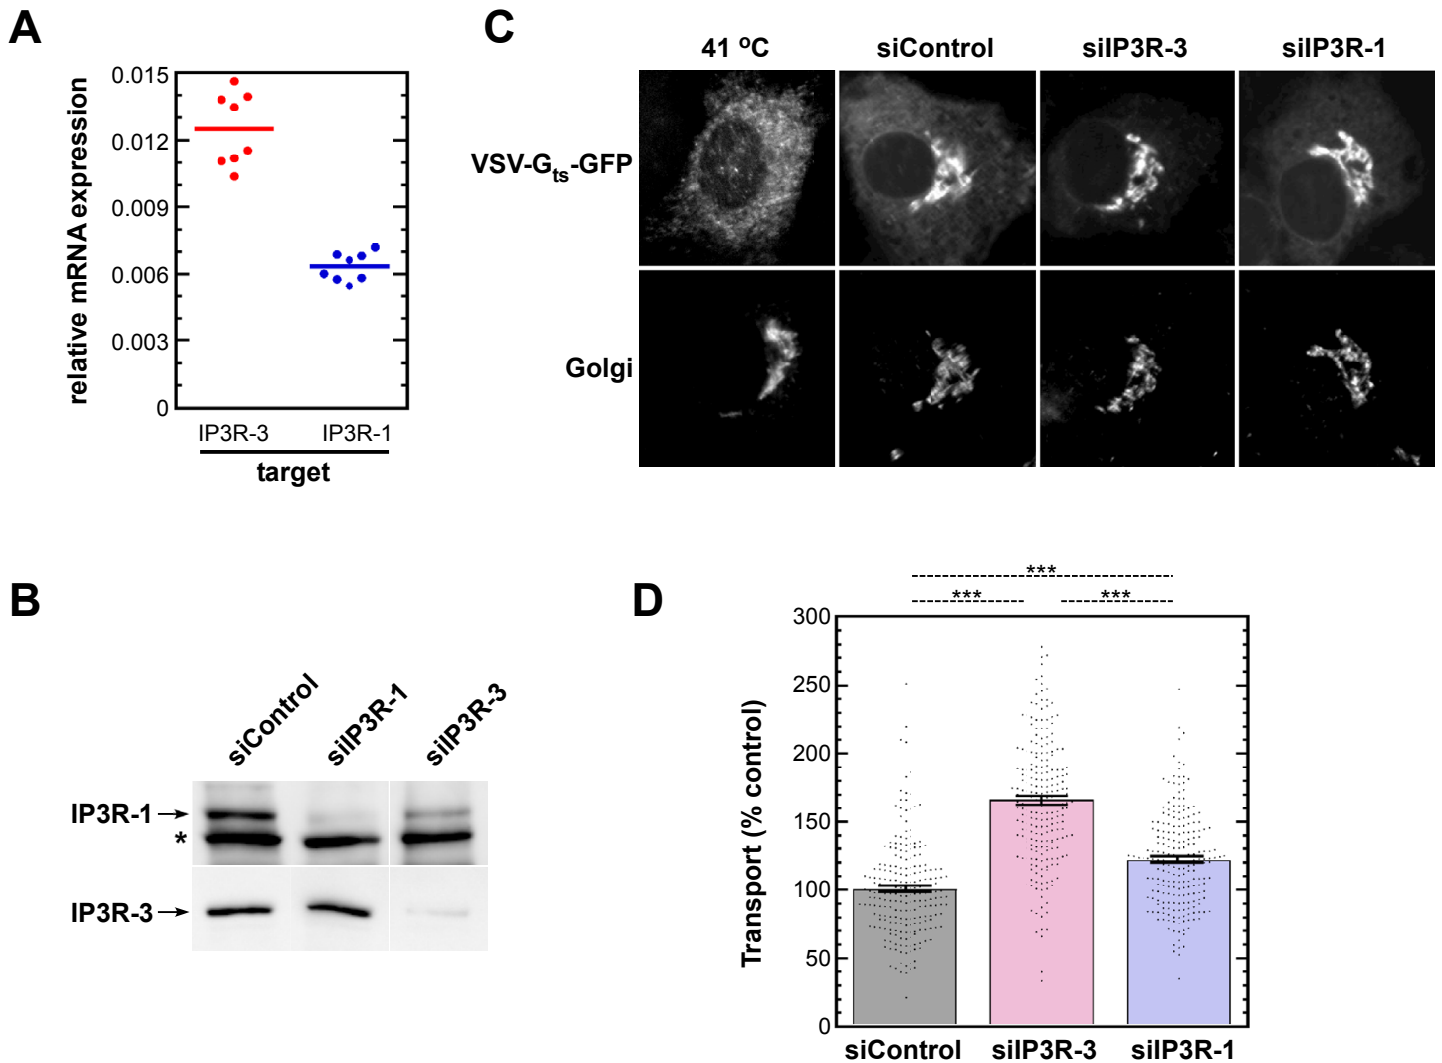 A
relative mRNA expression
0.015
0.012
0.009
0.006
0.003
0
IP3R-3 IP3R-1
target
C
41 ºC siControl siIP3R-3 siIP3R-1
VSV-Gts-GFP
Golgi
B
siControl
siIP3R-1
siIP3R-3
IP3R-1
*
IP3R-3
D
***
*** ***
Transport (% control)
300
250
200
150
100
50
0
siControl siIP3R-3 siIP3R-1